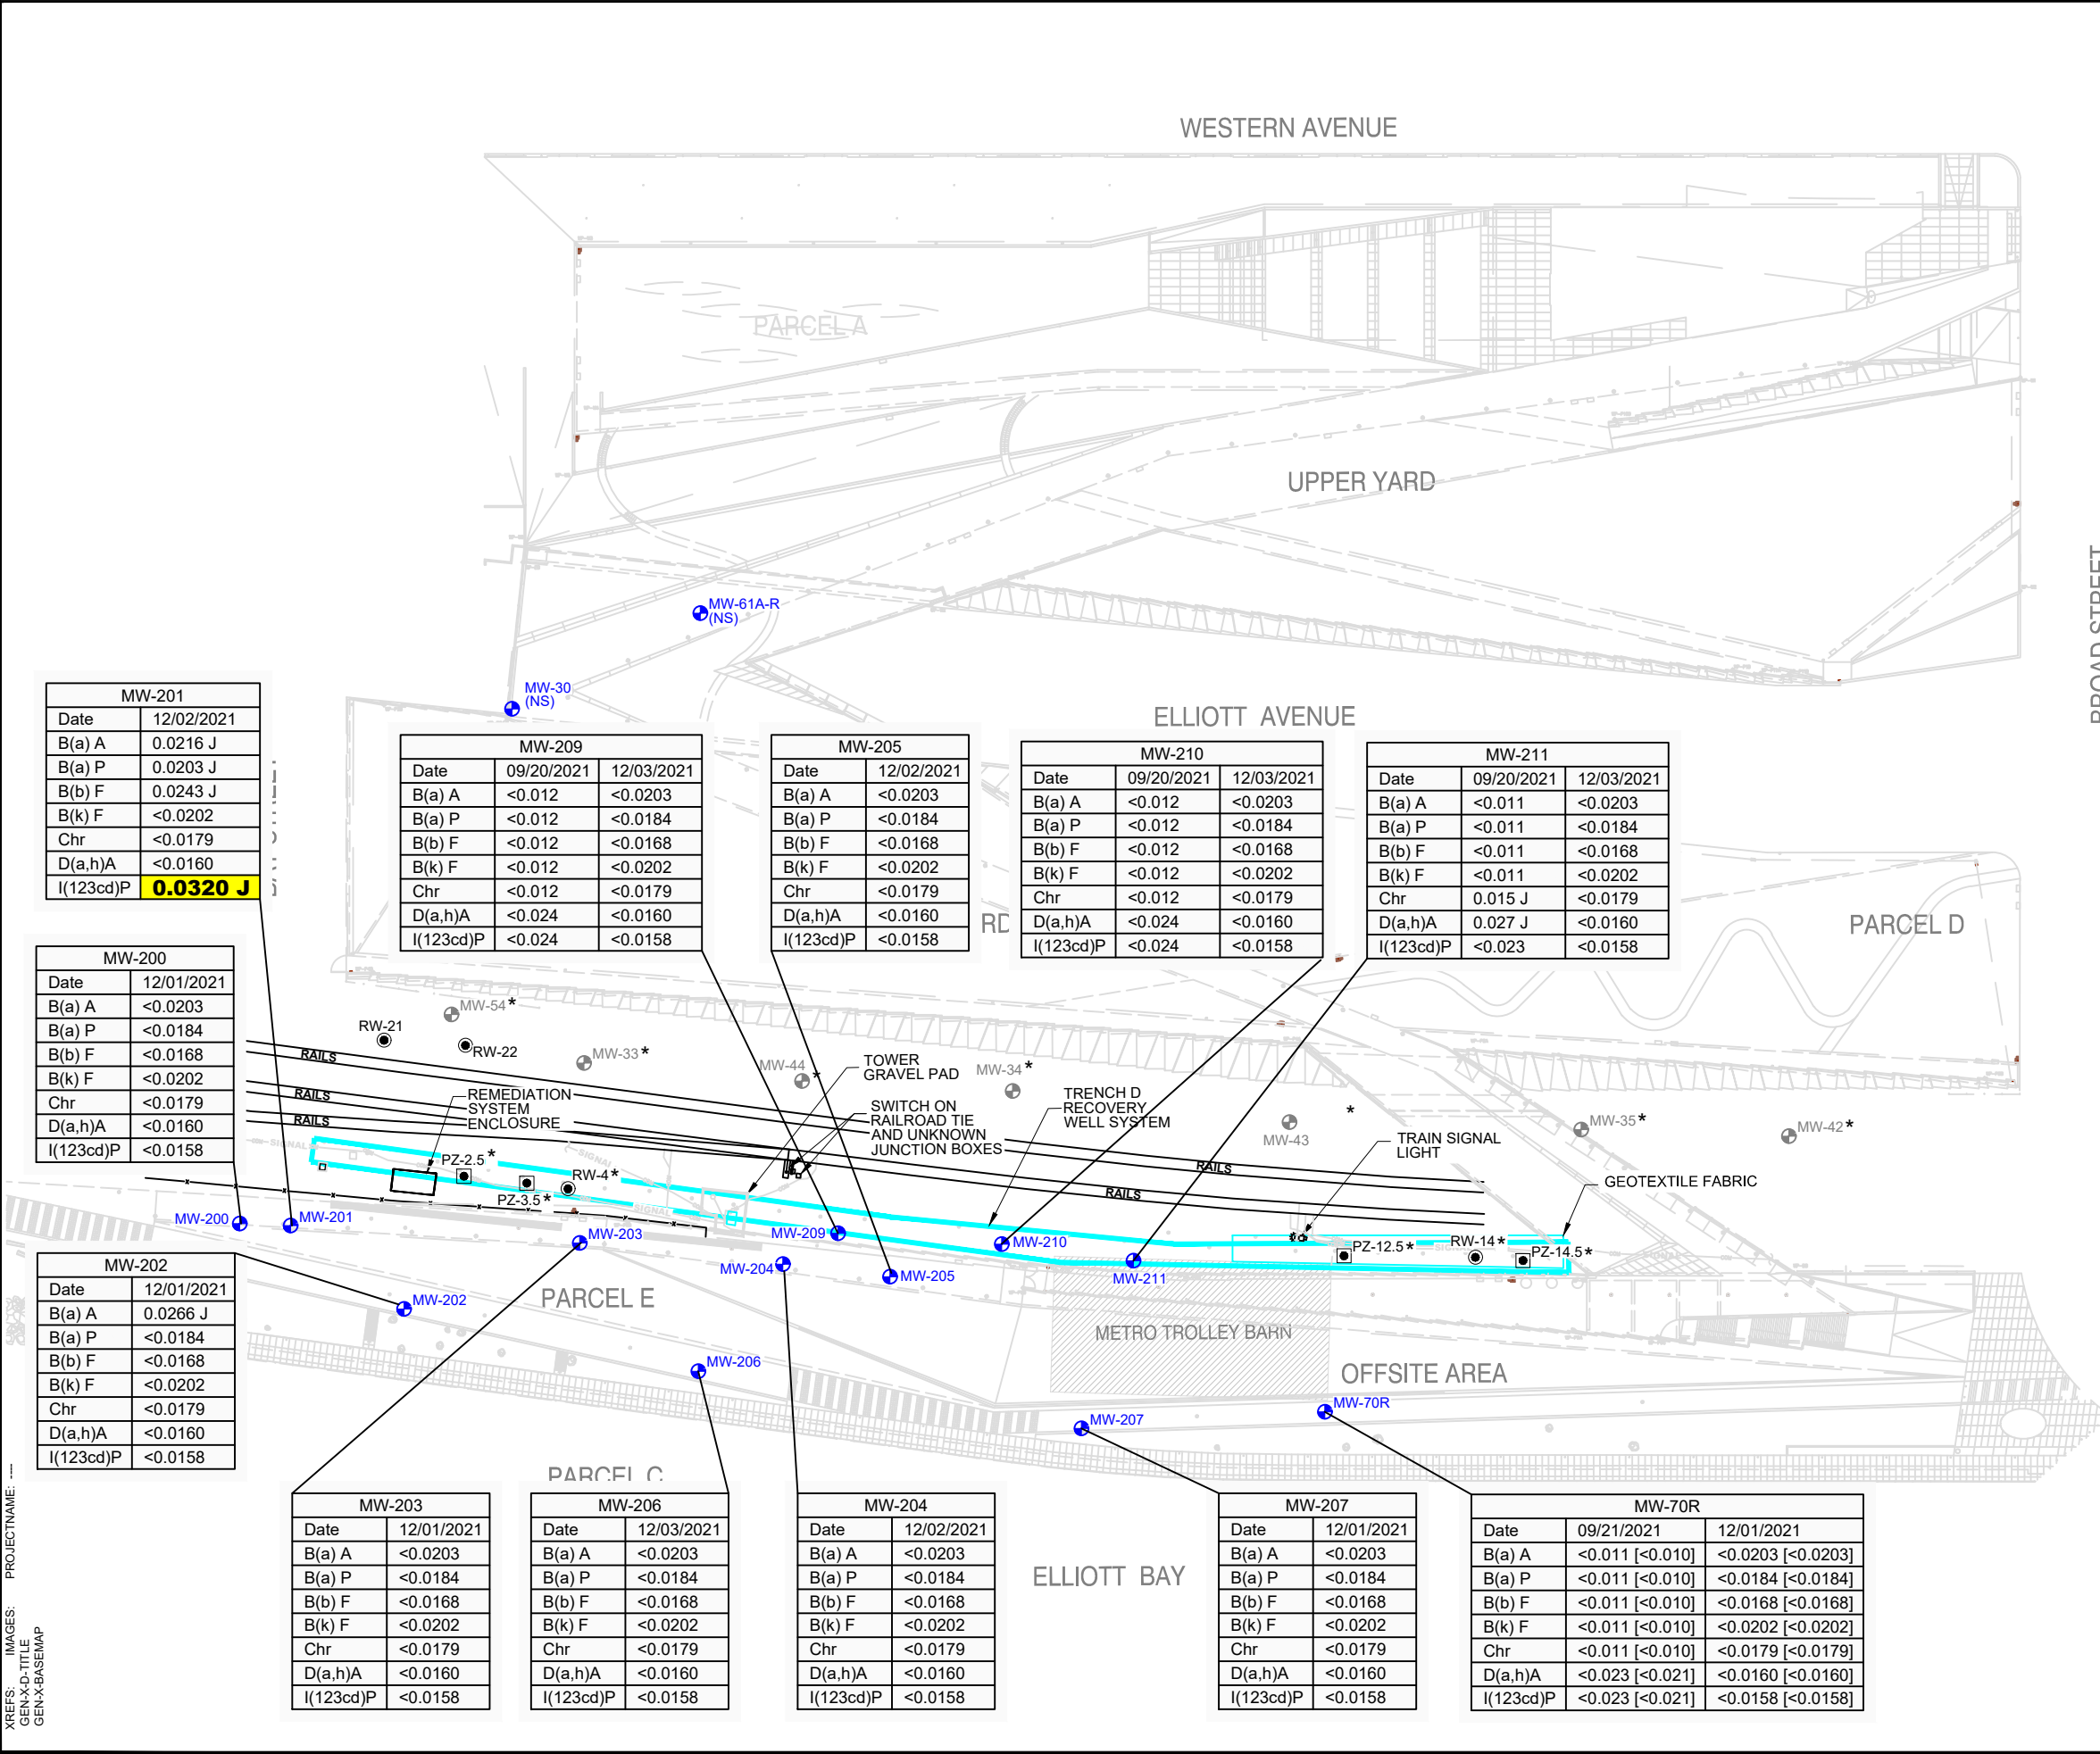 WESTERN AVENUE
PARCEL A
UPPER YARD
BROAD STREET
MW-61A-R
(NS)
MW-30
(NS)
ELLIOTT AVENUE
MW-201
Date 12/02/2021
B(a) A 0.0216 J
B(a) P 0.0203 J
B(b) F 0.0243 J
B(k) F <0.0202
Chr <0.0179
D(a,h)A <0.0160
I(123cd)P 0.0320 J
MW-209
Date 09/20/2021 12/03/2021
B(a) A <0.012 <0.0203
B(a) P <0.012 <0.0184
B(b) F <0.012 <0.0168
B(k) F <0.012 <0.0202
Chr <0.012 <0.0179
D(a,h)A <0.024 <0.0160
I(123cd)P <0.024 <0.0158
MW-205
Date 12/02/2021
B(a) A <0.0203
B(a) P <0.0184
B(b) F <0.0168
B(k) F <0.0202
Chr <0.0179
D(a,h)A <0.0160
I(123cd)P <0.0158
MW-210
Date 09/20/2021 12/03/2021
B(a) A <0.012 <0.0203
B(a) P <0.012 <0.0184
B(b) F <0.012 <0.0168
B(k) F <0.012 <0.0202
Chr <0.012 <0.0179
D(a,h)A <0.024 <0.0160
I(123cd)P <0.024 <0.0158
MW-211
Date 09/20/2021 12/03/2021
B(a) A <0.011 <0.0203
B(a) P <0.011 <0.0184
B(b) F <0.011 <0.0168
B(k) F <0.011 <0.0202
Chr 0.015 J <0.0179
D(a,h)A 0.027 J <0.0160
I(123cd)P <0.023 <0.0158
RD
PARCEL D
MW-200
Date 12/01/2021
B(a) A <0.0203
B(a) P <0.0184
B(b) F <0.0168
B(k) F <0.0202
Chr <0.0179
D(a,h)A <0.0160
I(123cd)P <0.0158
MW-54*
RW-21
RW-22
MW-33*
MW-44*
MW-34*
MW-43*
MW-35*
MW-42*
RAILS
RAILS
RAILS
RAILS
RAILS
REMEDIATION
SYSTEM
ENCLOSURE
TOWER
GRAVEL PAD
SWITCH ON
RAILROAD TIE
AND UNKNOWN
JUNCTION BOXES
TRENCH D
RECOVERY
WELL SYSTEM
TRAIN SIGNAL
LIGHT
GEOTEXTILE FABRIC
SIGNAL
SIGNAL
SIGNAL
PZ-2.5*
PZ-3.5*
RW-4*
PZ-12.5*
RW-14*
PZ-14.5*
MW-200
MW-201
MW-203
MW-209
MW-204
MW-205
MW-210
MW-211
MW-202
MW-206
MW-207
MW-70R
PARCEL E
METRO TROLLEY BARN
OFFSITE AREA
PARCEL C
ELLIOTT BAY
MW-202
Date 12/01/2021
B(a) A 0.0266 J
B(a) P <0.0184
B(b) F <0.0168
B(k) F <0.0202
Chr <0.0179
D(a,h)A <0.0160
I(123cd)P <0.0158
MW-203
Date 12/01/2021
B(a) A <0.0203
B(a) P <0.0184
B(b) F <0.0168
B(k) F <0.0202
Chr <0.0179
D(a,h)A <0.0160
I(123cd)P <0.0158
MW-206
Date 12/03/2021
B(a) A <0.0203
B(a) P <0.0184
B(b) F <0.0168
B(k) F <0.0202
Chr <0.0179
D(a,h)A <0.0160
I(123cd)P <0.0158
MW-204
Date 12/02/2021
B(a) A <0.0203
B(a) P <0.0184
B(b) F <0.0168
B(k) F <0.0202
Chr <0.0179
D(a,h)A <0.0160
I(123cd)P <0.0158
MW-207
Date 12/01/2021
B(a) A <0.0203
B(a) P <0.0184
B(b) F <0.0168
B(k) F <0.0202
Chr <0.0179
D(a,h)A <0.0160
I(123cd)P <0.0158
MW-70R
Date 09/21/2021 12/01/2021
B(a) A <0.011 [<0.010] <0.0203 [<0.0203]
B(a) P <0.011 [<0.010] <0.0184 [<0.0184]
B(b) F <0.011 [<0.010] <0.0168 [<0.0168]
B(k) F <0.011 [<0.010] <0.0202 [<0.0202]
Chr <0.011 [<0.010] <0.0179 [<0.0179]
D(a,h)A <0.023 [<0.021] <0.0160 [<0.0160]
I(123cd)P <0.023 [<0.021] <0.0158 [<0.0158]
XREFS: IMAGES: PROJECTNAME: ----
GEN-X-D-TITLE
GEN-X-BASEMAP